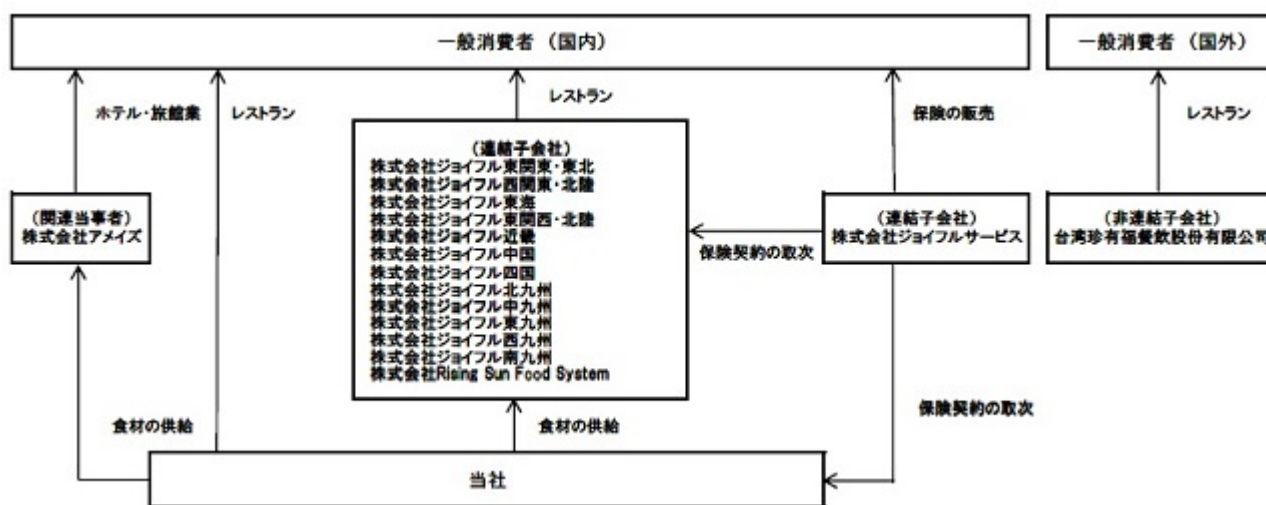 一般消費者（国内）
一般消費者（国外）
ホテル・旅館業
レストラン
レストラン
保険の販売
レストラン
（連結子会社）
株式会社ジョイフル東関東・東北
株式会社ジョイフル西関東・北陸
株式会社ジョイフル東海
株式会社ジョイフル東関西・北陸
株式会社ジョイフル近畿
株式会社ジョイフル中国
株式会社ジョイフル四国
株式会社ジョイフル北九州
株式会社ジョイフル中九州
株式会社ジョイフル東九州
株式会社ジョイフル西九州
株式会社ジョイフル南九州
株式会社Rising Sun Food System
（関連当事者）
株式会社アメイズ
保険契約の取次
（連結子会社）
株式会社ジョイフルサービス
（非連結子会社）
台湾珍有福餐飲股份有限公司
食材の供給
食材の供給
保険契約の取次
当社